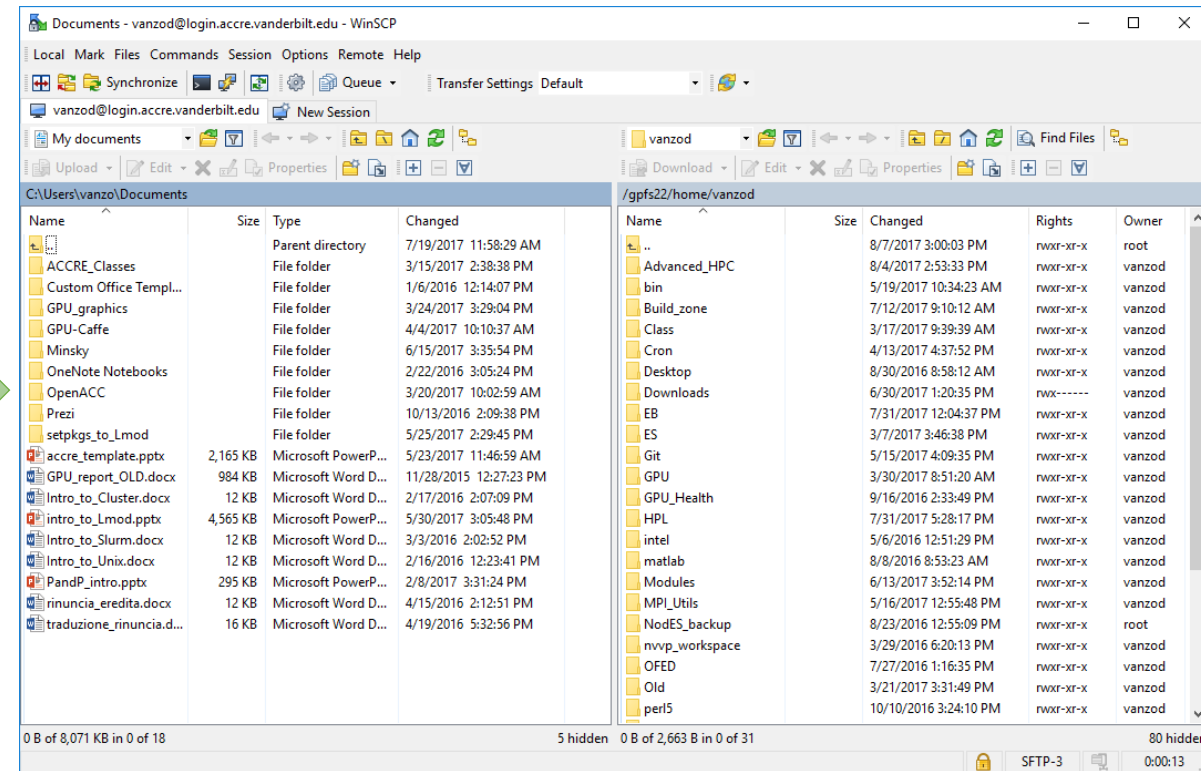 Documents - vanzod@login.accre.vanderbilt.edu - WinSCP
Local Mark Files Commands Session Options Remote Help
Synchronize Queue Transfer Settings Default
vanzod@login.accre.vanderbilt.edu New Session
My documents vanzod Find Files
Upload Edit Properties Download Edit Properties
C:\Users\vanzo\Documents /gpfs22/home/vanzod
Name Size Type Changed Name Size Changed Rights Owner
.. Parent directory 7/19/2017 11:58:29 AM .. 8/7/2017 3:00:03 PM rwxr-xr-x root
ACCRE_Classes File folder 3/15/2017 2:38:38 PM Advanced_HPC 8/4/2017 2:53:33 PM rwxr-xr-x vanzod
Custom Office Templ... File folder 1/6/2016 12:14:07 PM bin 5/19/2017 10:34:23 AM rwxr-xr-x vanzod
GPU_graphics File folder 3/24/2017 3:29:04 PM Build_zone 7/12/2017 9:10:12 AM rwxr-xr-x vanzod
GPU-Caffe File folder 4/4/2017 10:10:37 AM Class 3/17/2017 9:39:39 AM rwxr-xr-x vanzod
Minsky File folder 6/15/2017 3:35:54 PM Cron 4/13/2017 4:37:52 PM rwxr-xr-x vanzod
OneNote Notebooks File folder 2/22/2016 3:05:24 PM Desktop 8/30/2016 8:58:12 AM rwxr-xr-x vanzod
OpenACC File folder 3/20/2017 10:02:59 AM Downloads 6/30/2017 1:20:35 PM rwx------ vanzod
Prezi File folder 10/13/2016 2:09:38 PM EB 7/31/2017 12:04:37 PM rwxr-xr-x vanzod
setpkgs_to_Lmod File folder 5/25/2017 2:29:45 PM ES 3/7/2017 3:46:38 PM rwxr-xr-x vanzod
accre_template.pptx 2,165 KB Microsoft PowerP... 5/23/2017 11:46:59 AM Git 5/15/2017 4:09:35 PM rwxr-xr-x vanzod
GPU_report_OLD.docx 984 KB Microsoft Word D... 11/28/2015 12:27:23 PM GPU 3/30/2017 8:51:20 AM rwxr-xr-x vanzod
Intro_to_Cluster.docx 12 KB Microsoft Word D... 2/17/2016 2:07:09 PM GPU_Health 9/16/2016 2:33:49 PM rwxr-xr-x vanzod
intro_to_Lmod.pptx 4,565 KB Microsoft PowerP... 5/30/2017 3:05:48 PM HPL 7/31/2017 5:28:17 PM rwxr-xr-x vanzod
Intro_to_Slurm.docx 12 KB Microsoft Word D... 3/3/2016 2:02:52 PM intel 5/6/2016 12:51:29 PM rwxr-xr-x vanzod
Intro_to_Unix.docx 12 KB Microsoft Word D... 2/16/2016 12:23:41 PM matlab 8/8/2016 8:53:23 AM rwxr-xr-x vanzod
PandP_intro.pptx 295 KB Microsoft PowerP... 2/8/2017 3:31:24 PM Modules 6/13/2017 3:52:14 PM rwxr-xr-x vanzod
rinuncia_eredita.docx 12 KB Microsoft Word D... 4/15/2016 2:12:51 PM MPI_Utils 5/16/2017 12:55:48 PM rwxr-xr-x vanzod
traduzione_rinuncia.d... 16 KB Microsoft Word D... 4/19/2016 5:32:56 PM NodES_backup 8/23/2016 12:55:09 PM rwxr-xr-x root
nvvp_workspace 3/29/2016 6:20:13 PM rwxr-xr-x vanzod
OFED 7/27/2016 1:16:35 PM rwxr-xr-x vanzod
Old 3/21/2017 3:31:49 PM rwxr-xr-x vanzod
perl5 10/10/2016 3:24:10 PM rwxr-xr-x vanzod
0 B of 8,071 KB in 0 of 18 5 hidden 0 B of 2,663 B in 0 of 31 80 hidden
SFTP-3 0:00:13